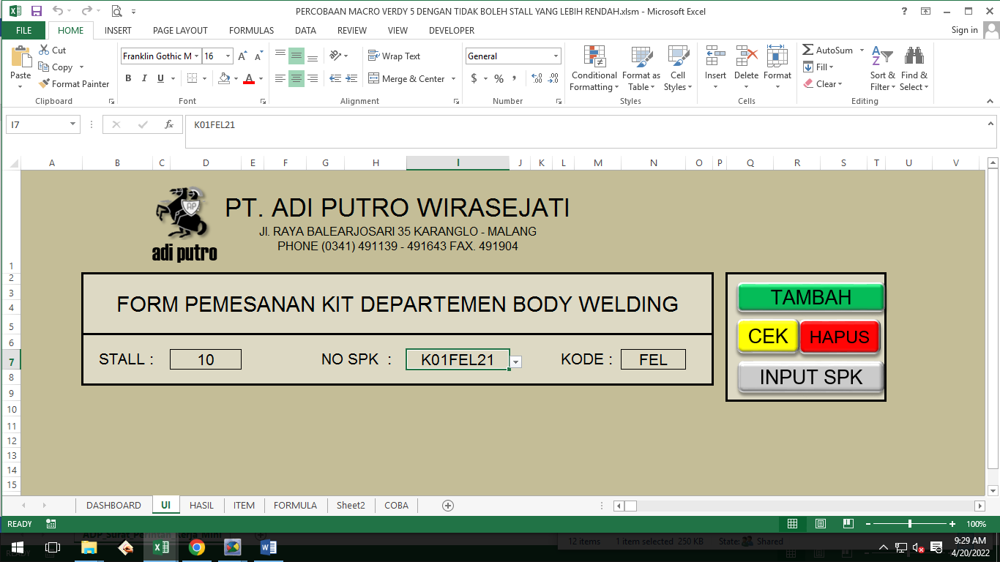 PERCOBAAN MACRO VERDY 5 DENGAN TIDAK BOLEH STALL YANG LEBIH RENDAH.xlsm - Microsoft Excel
FILE HOME INSERT PAGE LAYOUT FORMULAS DATA REVIEW VIEW DEVELOPER Sign in
Paste Cut Copy Format Painter
Franklin Gothic M 16
B I U A
Wrap Text
Merge & Center
General
$ % ,
Conditional Formatting Format as Table Cell Styles
Insert Delete Format
AutoSum
Fill
Clear
Sort & Filter Find & Select
Clipboard Font Alignment Number Styles Cells Editing
I7 fx K01FEL21
A B C D E F G H I J K L M N O P Q R S T U V
AP
adi putro
PT. ADI PUTRO WIRASEJATI
Jl. RAYA BALEARJOSARI 35 KARANGLO - MALANG
PHONE (0341) 491139 - 491643 FAX. 491904
1
2
3
4
5
6
7
8
9
10
11
12
13
14
15
FORM PEMESANAN KIT DEPARTEMEN BODY WELDING
STALL : 10 NO SPK : K01FEL21 KODE : FEL
TAMBAH
CEK HAPUS
INPUT SPK
DASHBOARD UI HASIL ITEM FORMULA Sheet2 COBA
READY 100%
ADP_Surat_Perintah_Kerja_Mini
READY
12 items 1 item selected 250 KB State: Shared
9:29 AM
4/20/2022